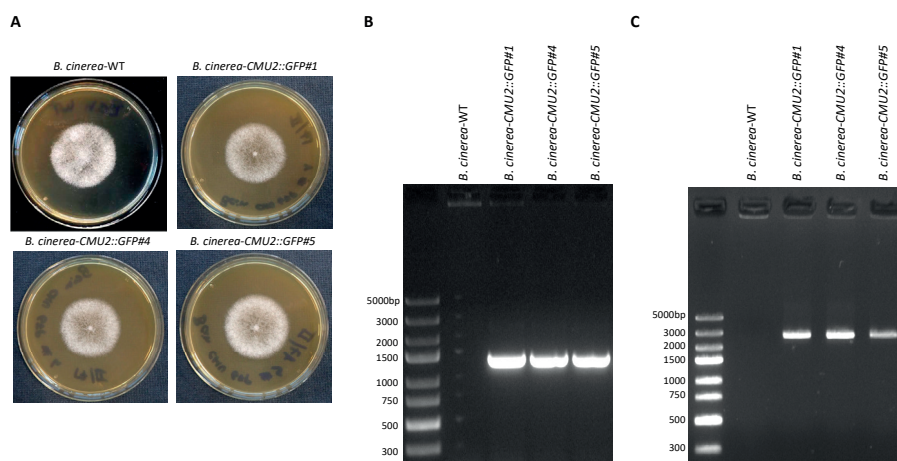 A
B. cinerea-WT
B. cinerea-CMU2::GFP#1
B. cinerea-CMU2::GFP#4
B. cinerea-CMU2::GFP#5
B
B. cinerea-WT
B. cinerea-CMU2::GFP#1
B. cinerea-CMU2::GFP#4
B. cinerea-CMU2::GFP#5
5000bp
3000
2000
1500
1000
750
500
300
C
B. cinerea-WT
B. cinerea-CMU2::GFP#1
B. cinerea-CMU2::GFP#4
B. cinerea-CMU2::GFP#5
5000bp
3000
2000
1500
1000
750
500
300